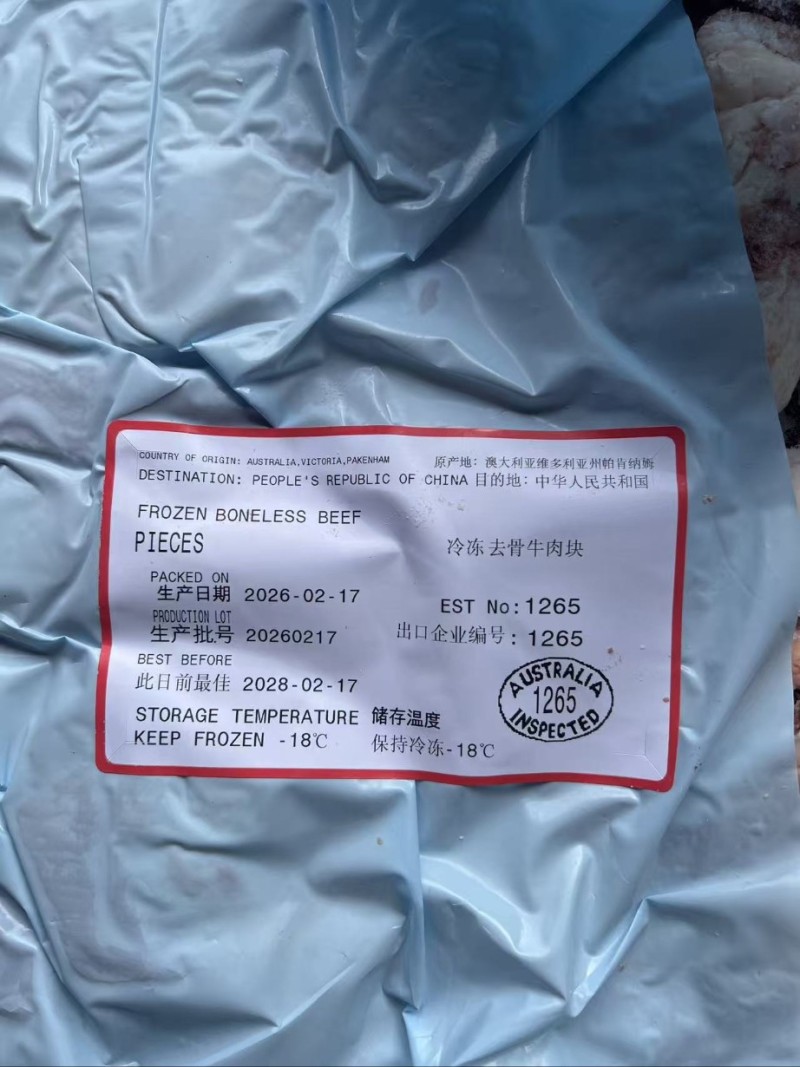 COUNTRY OF ORIGIN: AUSTRALIA,VICTORIA,PAKENHAM 原产地: 澳大利亚维多利亚州帕肯纳姆
DESTINATION: PEOPLE'S REPUBLIC OF CHINA 目的地: 中华人民共和国
FROZEN BONELESS BEEF
PIECES 冷冻 去骨牛肉块
PACKED ON
生产日期 2026-02-17
EST No:1265
PRODUCTION LOT
生产批号 20260217
出口企业编号: 1265
BEST BEFORE
此日前最佳 2028-02-17
AUSTRALIA
1265
INSPECTED
STORAGE TEMPERATURE 储存温度
KEEP FROZEN -18℃ 保持冷冻-18℃